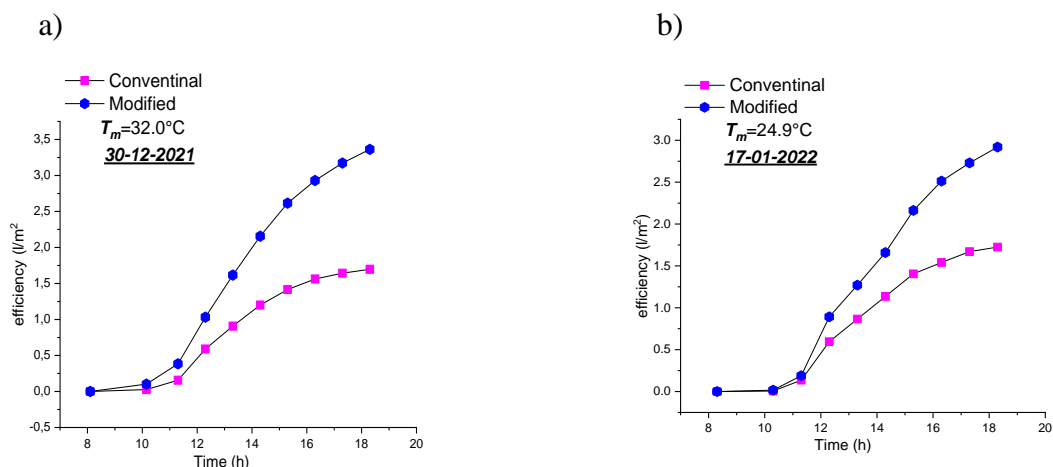 a)
Conventinal
Modified
Tm=32.0°C
30-12-2021
3,5
3,0
2,5
2,0
1,5
1,0
0,5
0,0
-0,5
efficiency (l/m²)
8 10 12 14 16 18 20
Time (h)
b)
Conventinal
Modified
Tm=24.9°C
17-01-2022
3.0
2.5
2.0
1.5
1.0
0.5
0.0
efficiency (l/m²)
8 10 12 14 16 18 20
Time (h)